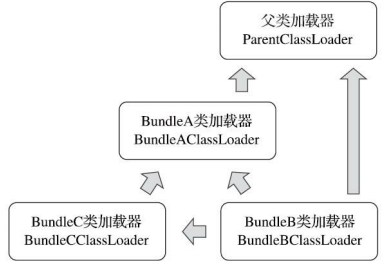 父类加载器
ParentClassLoader
BundleA类加载器
BundleAClassLoader
BundleC类加载器
BundleCClassLoader
BundleB类加载器
BundleBClassLoader